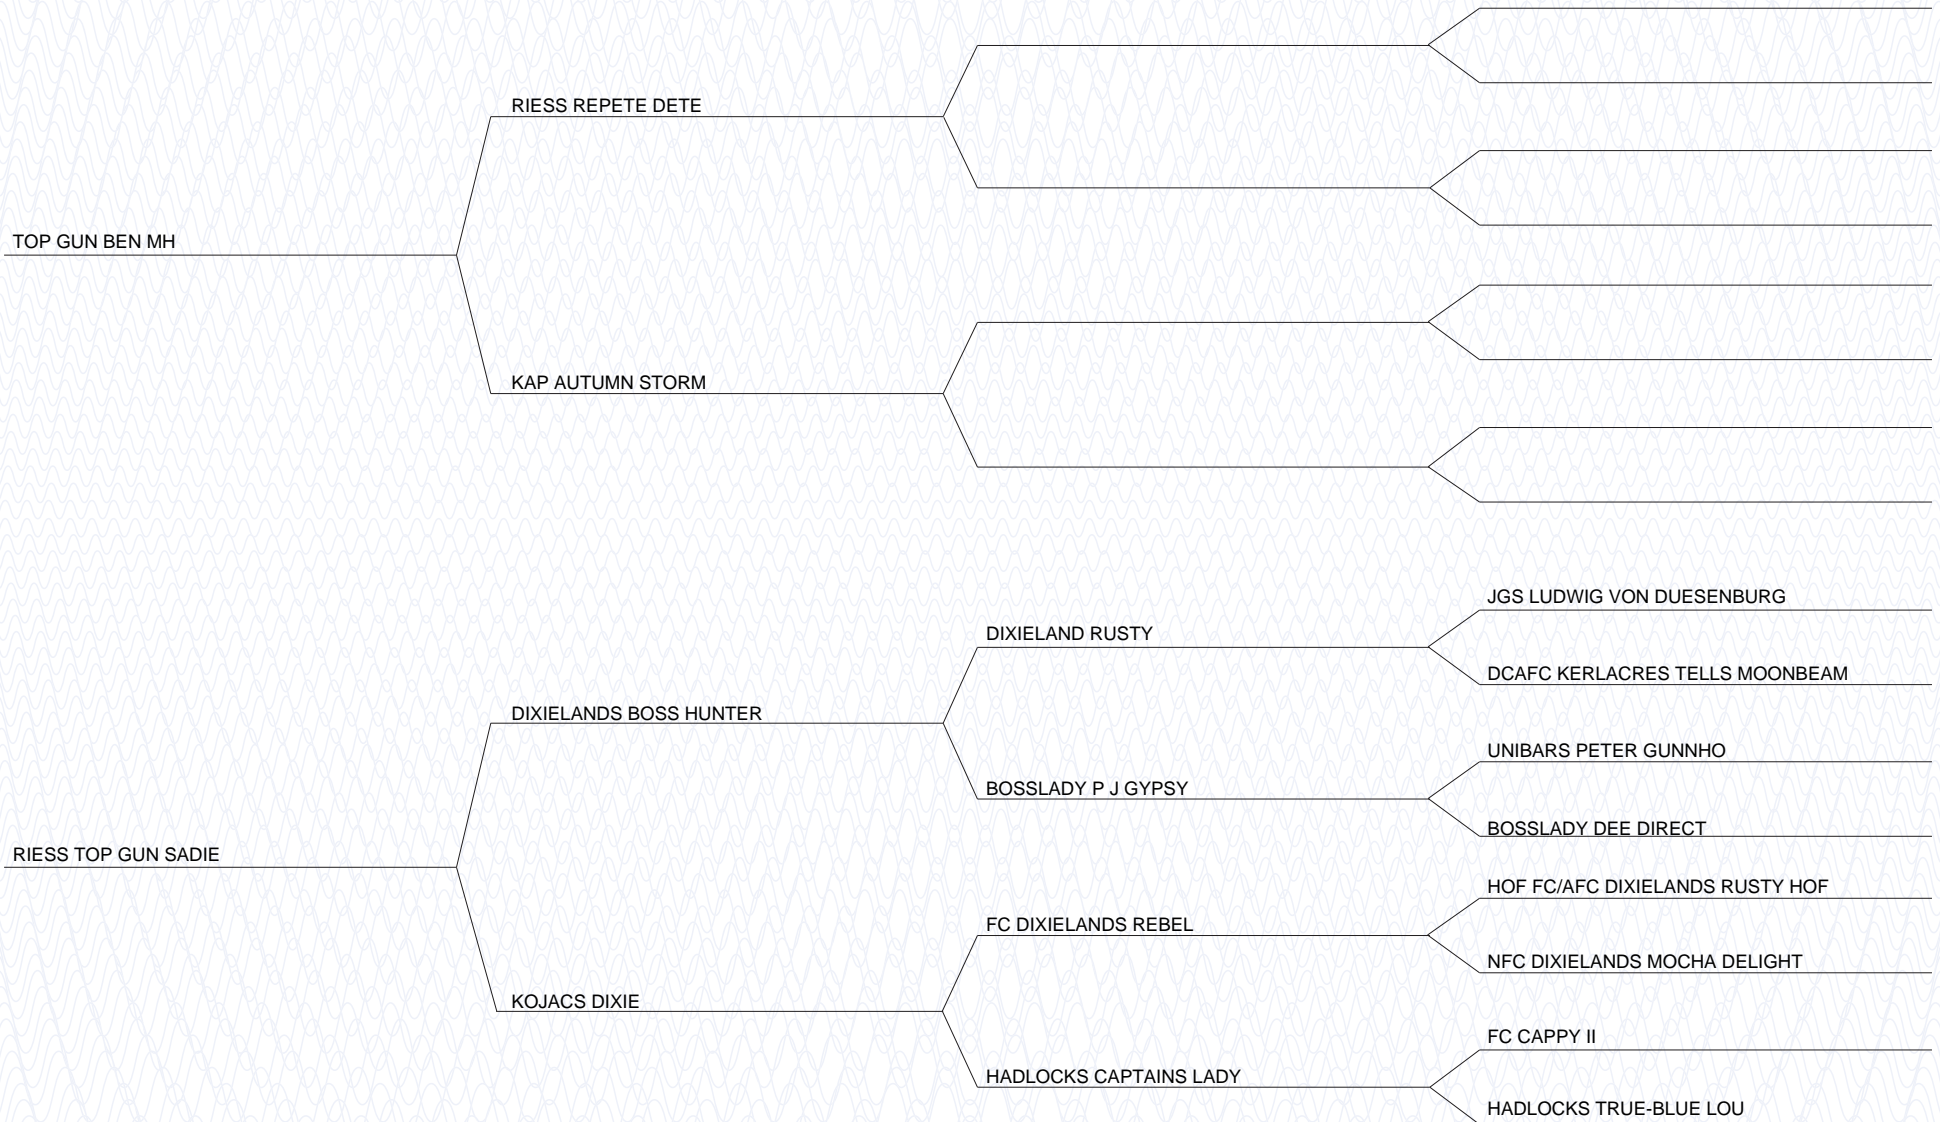 RIESS REPETE DETE
TOP GUN BEN MH
KAP AUTUMN STORM
JGS LUDWIG VON DUESENBURG
DIXIELAND RUSTY
DCAFC KERLACRES TELLS MOONBEAM
DIXIELANDS BOSS HUNTER
UNIBARS PETER GUNNHO
BOSSLADY P J GYPSY
BOSSLADY DEE DIRECT
RIESS TOP GUN SADIE
HOF FC/AFC DIXIELANDS RUSTY HOF
FC DIXIELANDS REBEL
NFC DIXIELANDS MOCHA DELIGHT
KOJACS DIXIE
FC CAPPY II
HADLOCKS CAPTAINS LADY
HADLOCKS TRUE-BLUE LOU